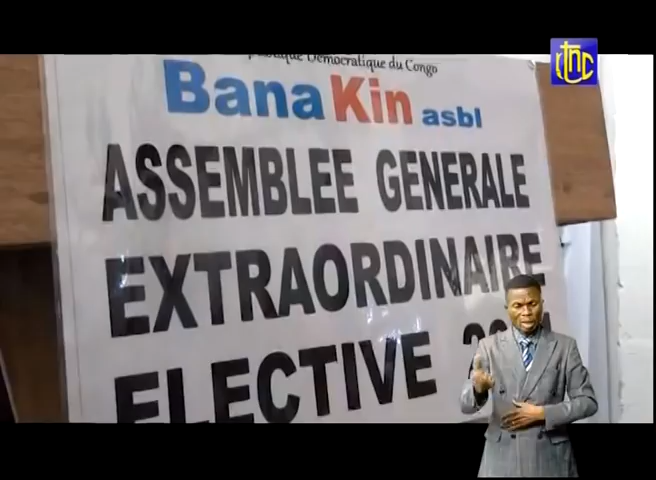 République Démocratique du Congo
BanaKin asbl
ASSEMBLEE GENERALE
EXTRAORDINAIRE
ELECTIVE